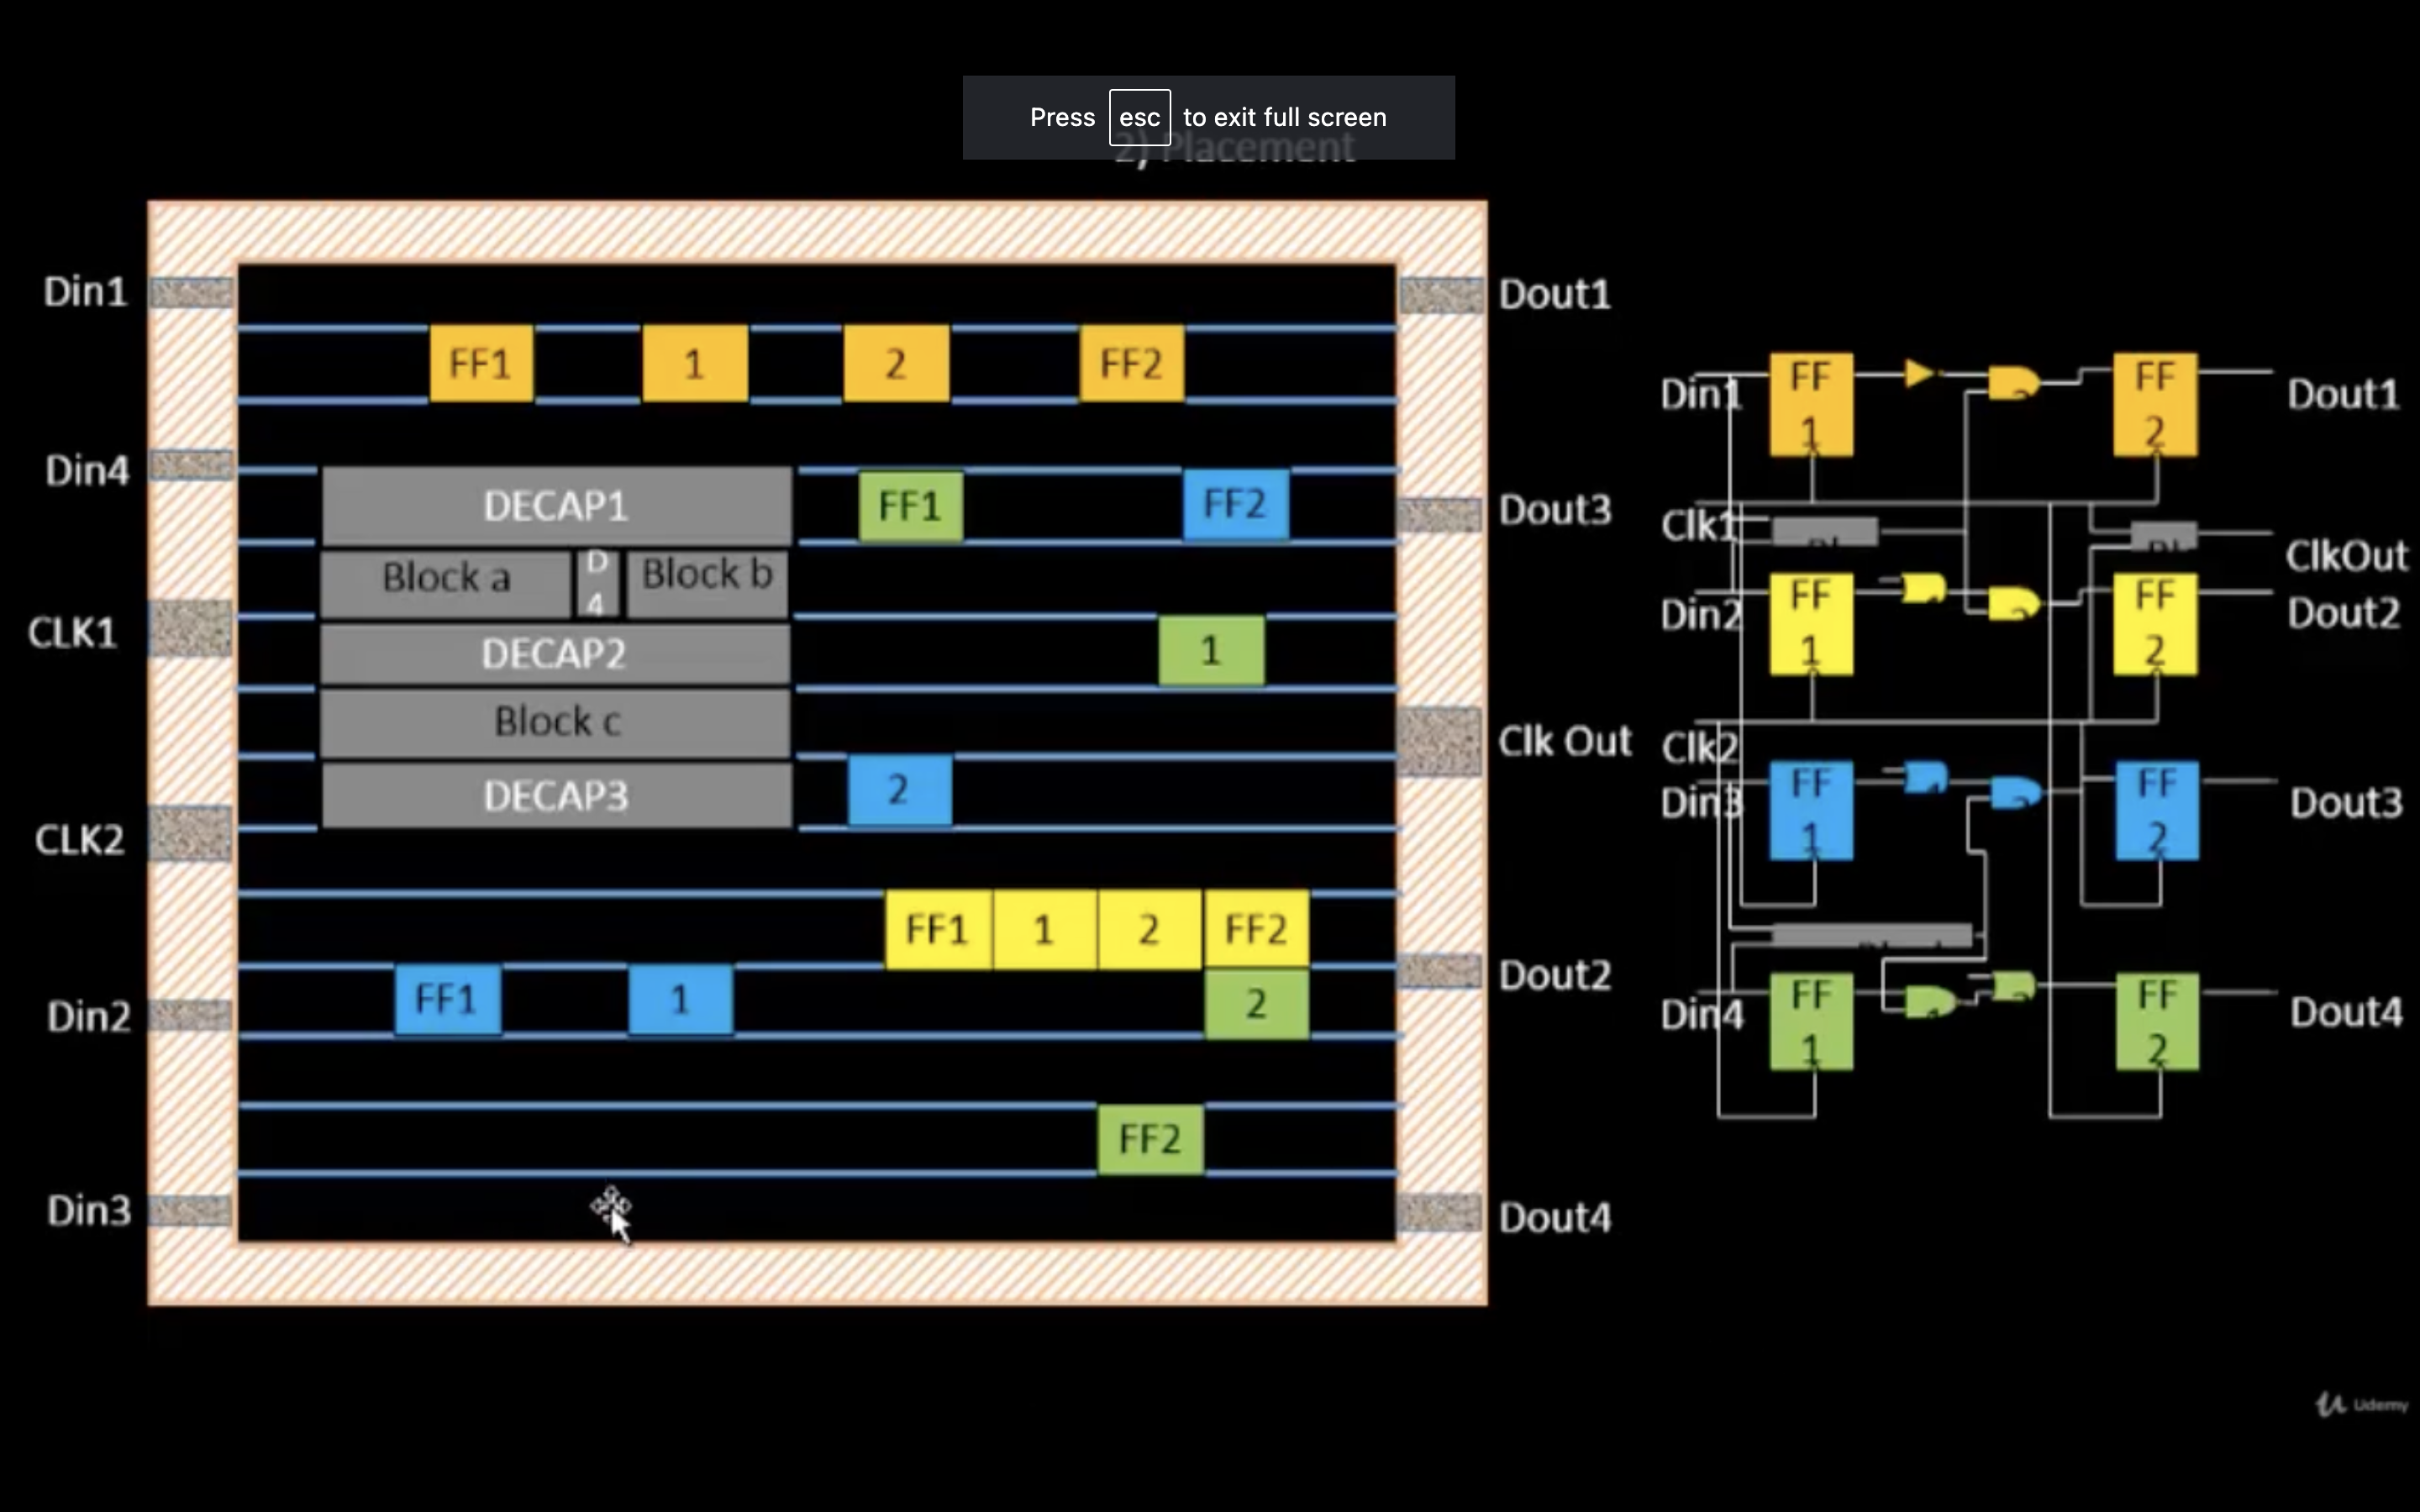 Press esc to exit full screen
2) Placement
Din1
Dout1
FF1 1 2 FF2
Din4
DECAP1 FF1 FF2
Dout3
Block a D 4 Block b
CLK1
DECAP2 1
Block c
Clk Out
DECAP3 2
CLK2
FF1 1 2 FF2
Dout2
FF1 1 2
Din2
FF2
Din3
Dout4
FF 1 2 FF 2
Din1 Dout1
Clk1
ClkOut
FF 1 2 FF 2
Din2 Dout2
Clk2
FF 1 2 FF 2
Din3 Dout3
FF 1 FF 2
Din4 Dout4
Udemy